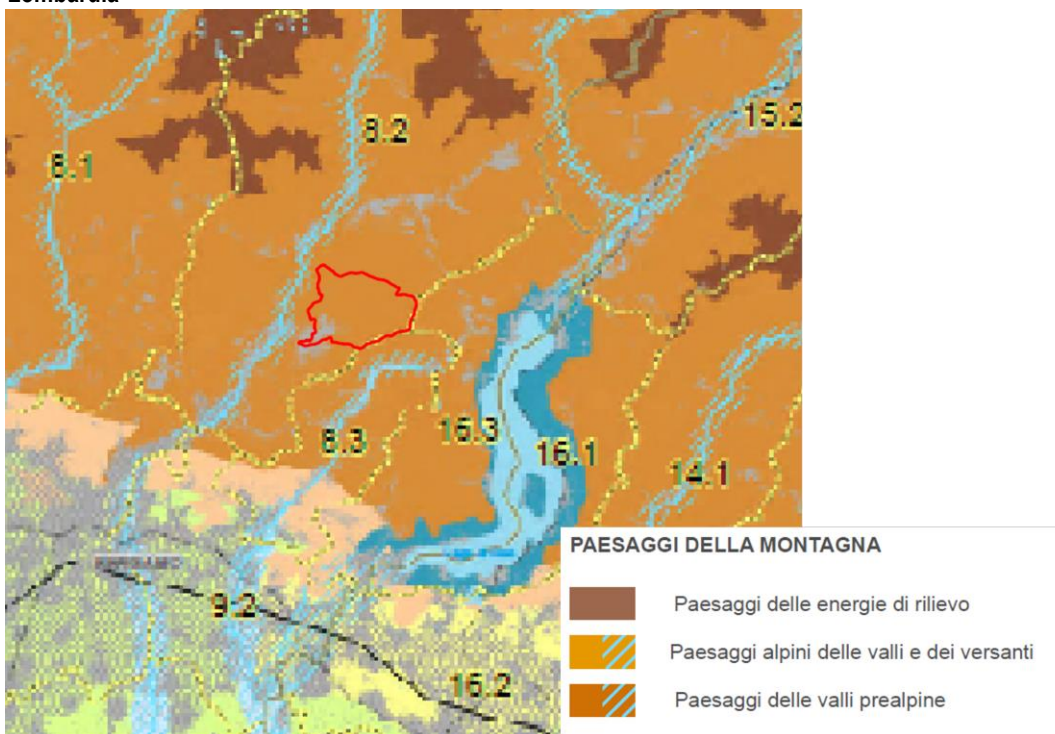 Lombardia
15.2
8.2
8.1
8.3
16.3
16.1
14.1
9.2
16.2
PAESAGGI DELLA MONTAGNA
Paesaggi delle energie di rilievo
Paesaggi alpini delle valli e dei versanti
Paesaggi delle valli prealpine